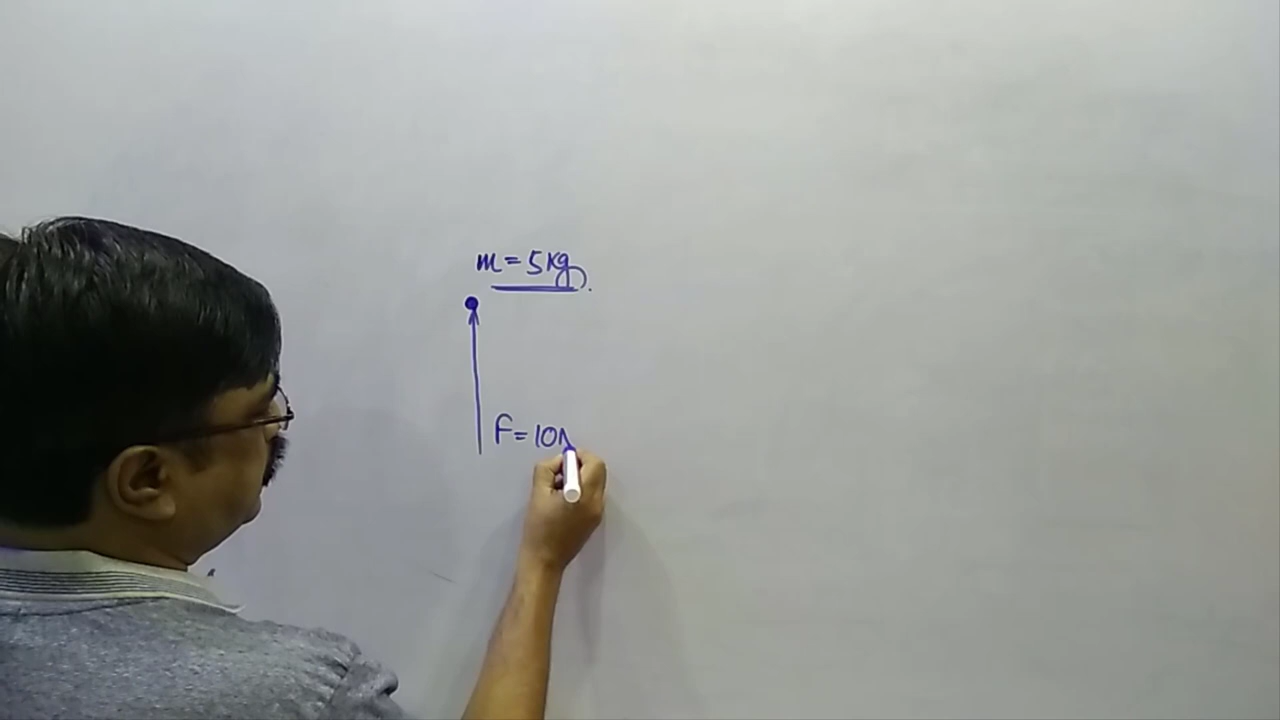 m = 5kg
F = 10N